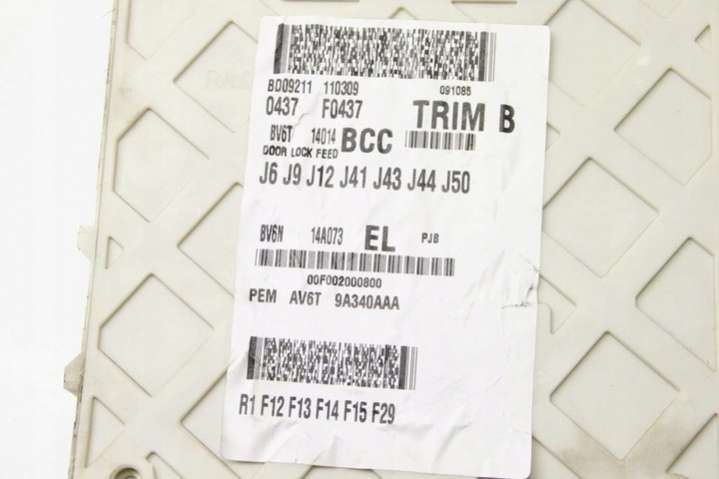 BD09211 110309 091085
0437 F0437 TRIM B
BV6T 14014 BCC
DOOR LOCK FEED
J6 J9 J12 J41 J43 J44 J50
BV6N 14A073 EL PJB
00F002000800
PEM AV6T 9A340AAA
R1 F12 F13 F14 F15 F29